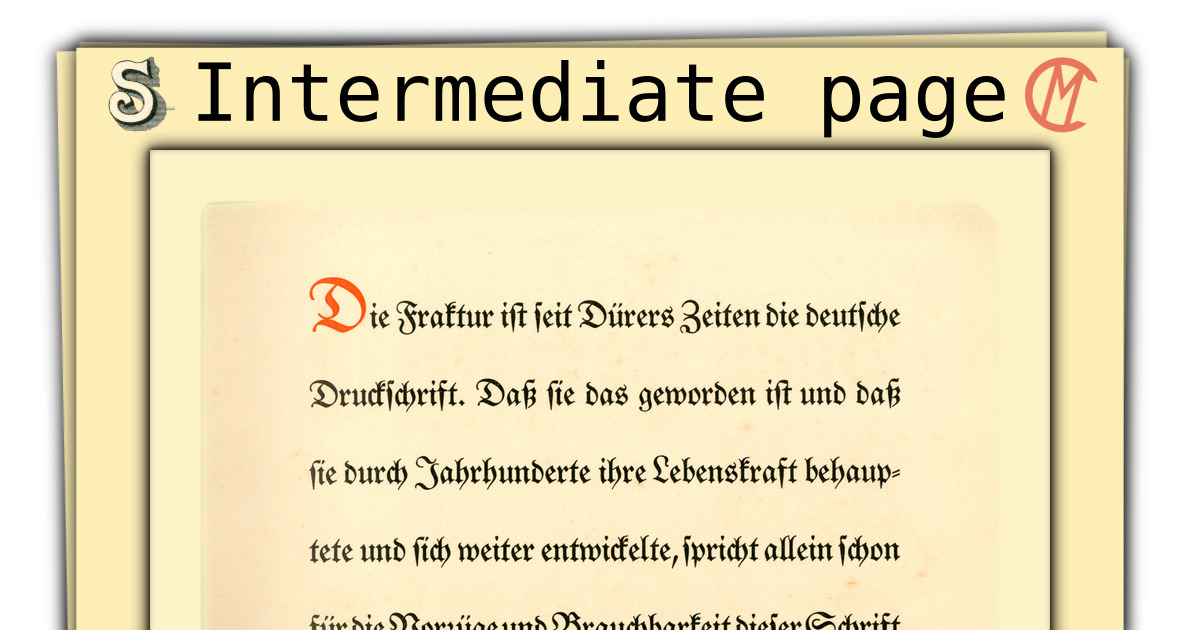 S Intermediate page CM
Die Fraktur iſt ſeit Dürers Zeiten die deutſche
Druckſchrift. Daß ſie das geworden iſt und daß
ſie durch Jahrhunderte ihre Lebenskraft behaup⸗
tete und ſich weiter entwickelte, ſpricht allein ſchon
für die Vorzüge und Brauchbarkeit dieſer Schrift